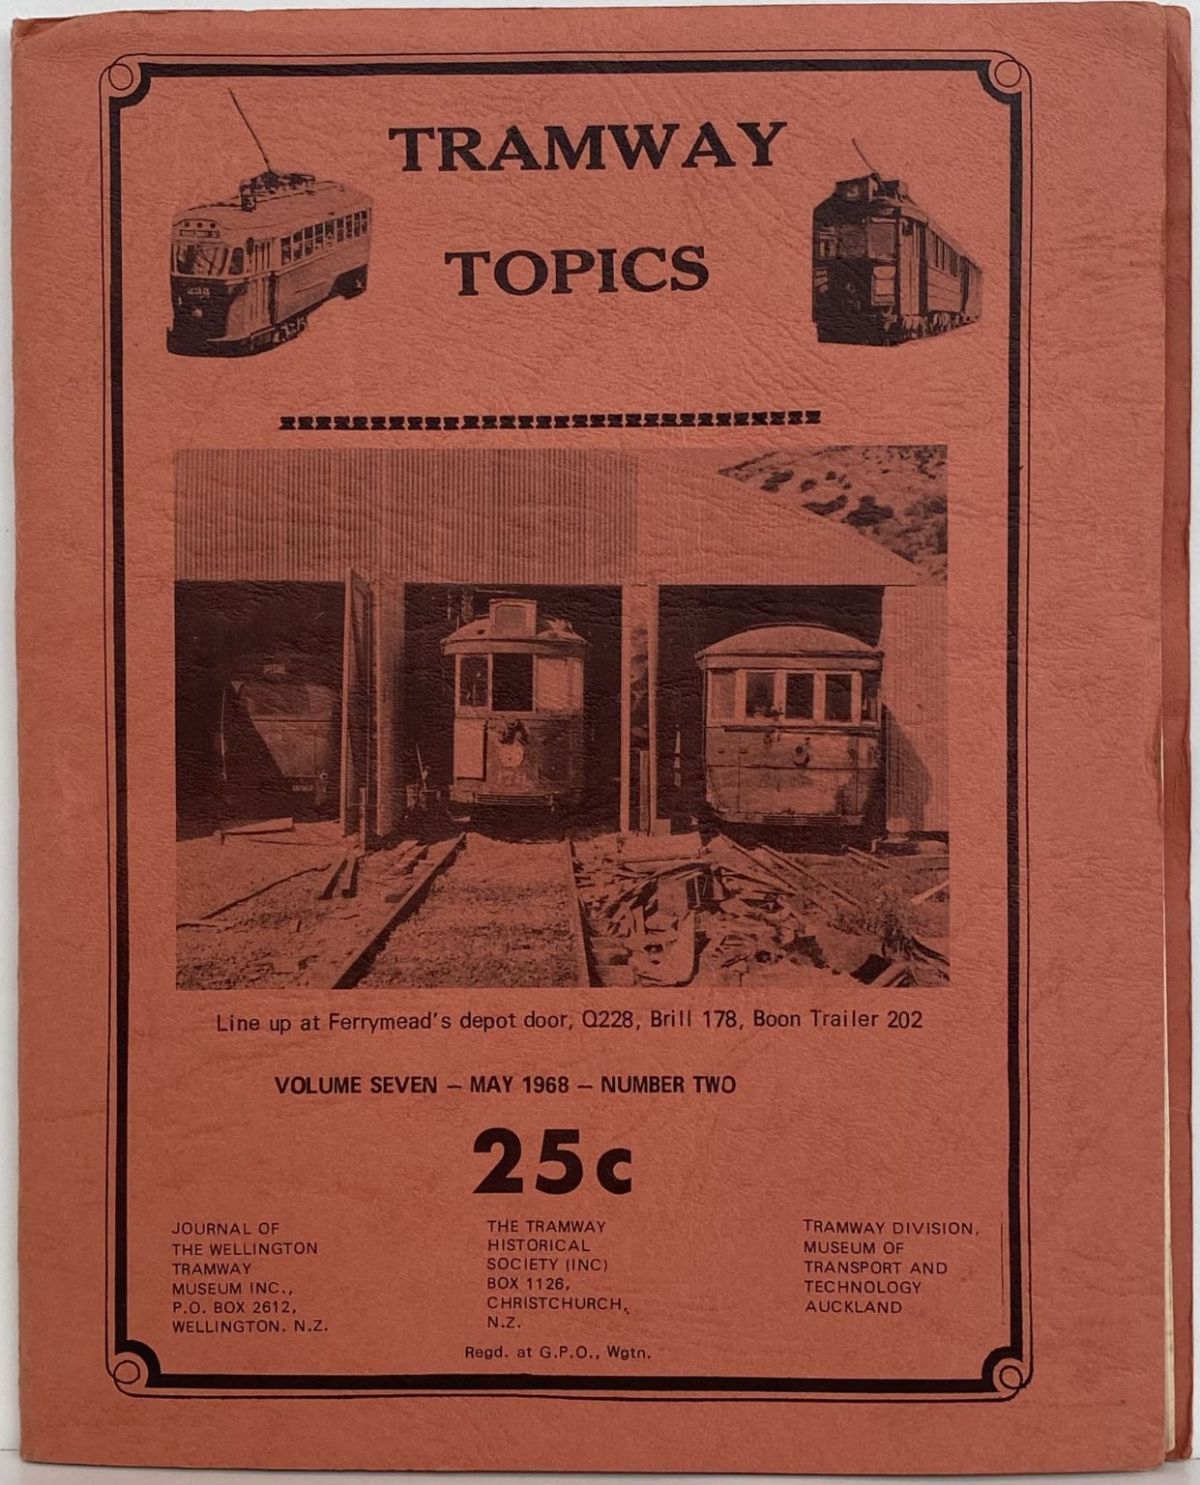 TRAMWAY
TOPICS
Line up at Ferrymead's depot door, Q228, Brill 178, Boon Trailer 202
VOLUME SEVEN – MAY 1968 – NUMBER TWO
25c
JOURNAL OF
THE WELLINGTON
TRAMWAY
MUSEUM INC.,
P.O. BOX 2612,
WELLINGTON. N.Z.
THE TRAMWAY
HISTORICAL
SOCIETY (INC)
BOX 1126,
CHRISTCHURCH,
N.Z.
TRAMWAY DIVISION,
MUSEUM OF
TRANSPORT AND
TECHNOLOGY
AUCKLAND
Regd. at G.P.O., Wgtn.